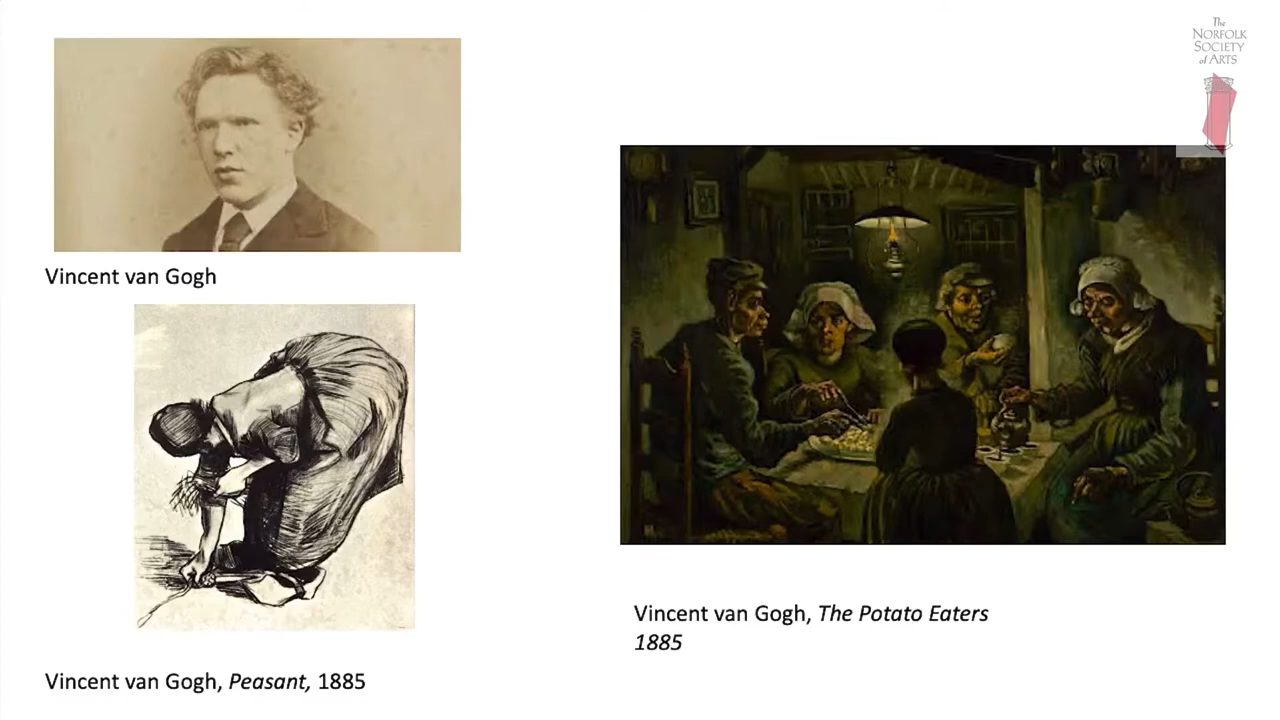 The
NORFOLK
SOCIETY
of ARTS
Vincent van Gogh
Vincent van Gogh, Peasant, 1885
Vincent van Gogh, The Potato Eaters
1885